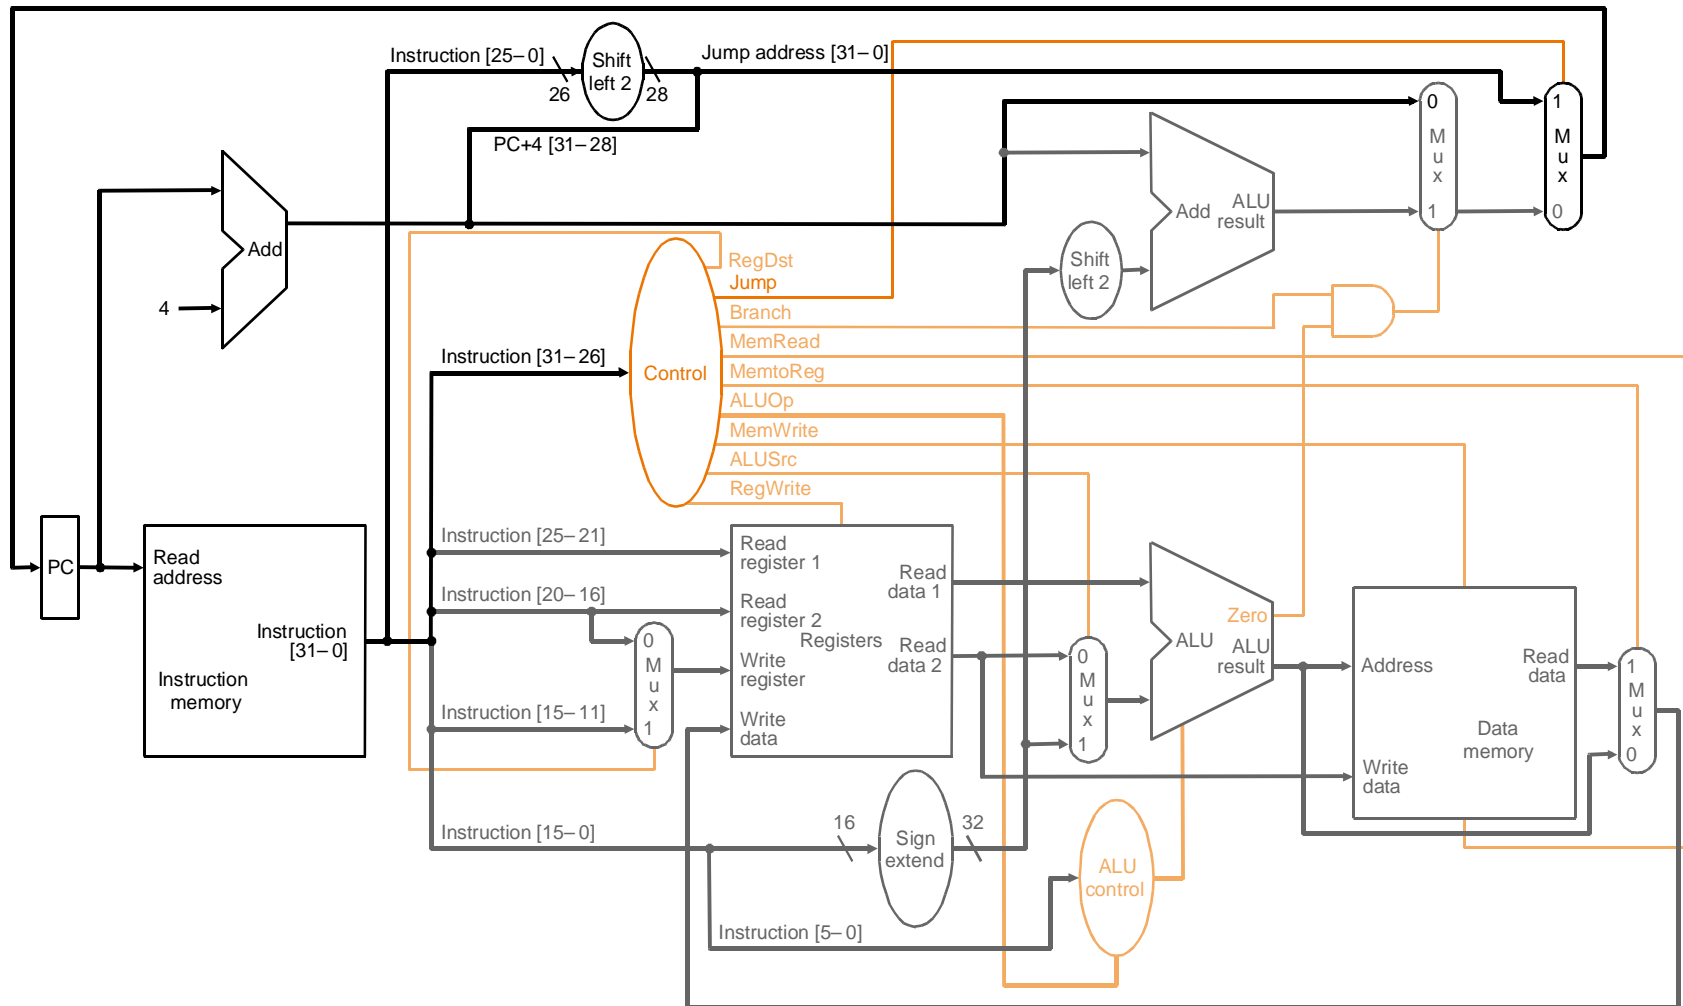 Instruction [25–0]
Shift
left 2
Jump address [31–0]
26
28
PC+4 [31–28]
0
M
u
x
1
1
M
u
x
0
Add
ALU
result
Add
4
Shift
left 2
RegDst
Jump
Branch
MemRead
MemtoReg
ALUOp
MemWrite
ALUSrc
RegWrite
Instruction [31–26]
Control
PC
Read
address
Instruction
[31–0]
Instruction
memory
Instruction [25–21]
Instruction [20–16]
Instruction [15–11]
0
M
u
x
1
Read
register 1
Read
register 2
Write
register
Write
data
Registers
Read
data 1
Read
data 2
0
M
u
x
1
Zero
ALU
ALU
result
Address
Read
data
Data
memory
Write
data
1
M
u
x
0
Instruction [15–0]
16
Sign
extend
32
ALU
control
Instruction [5–0]